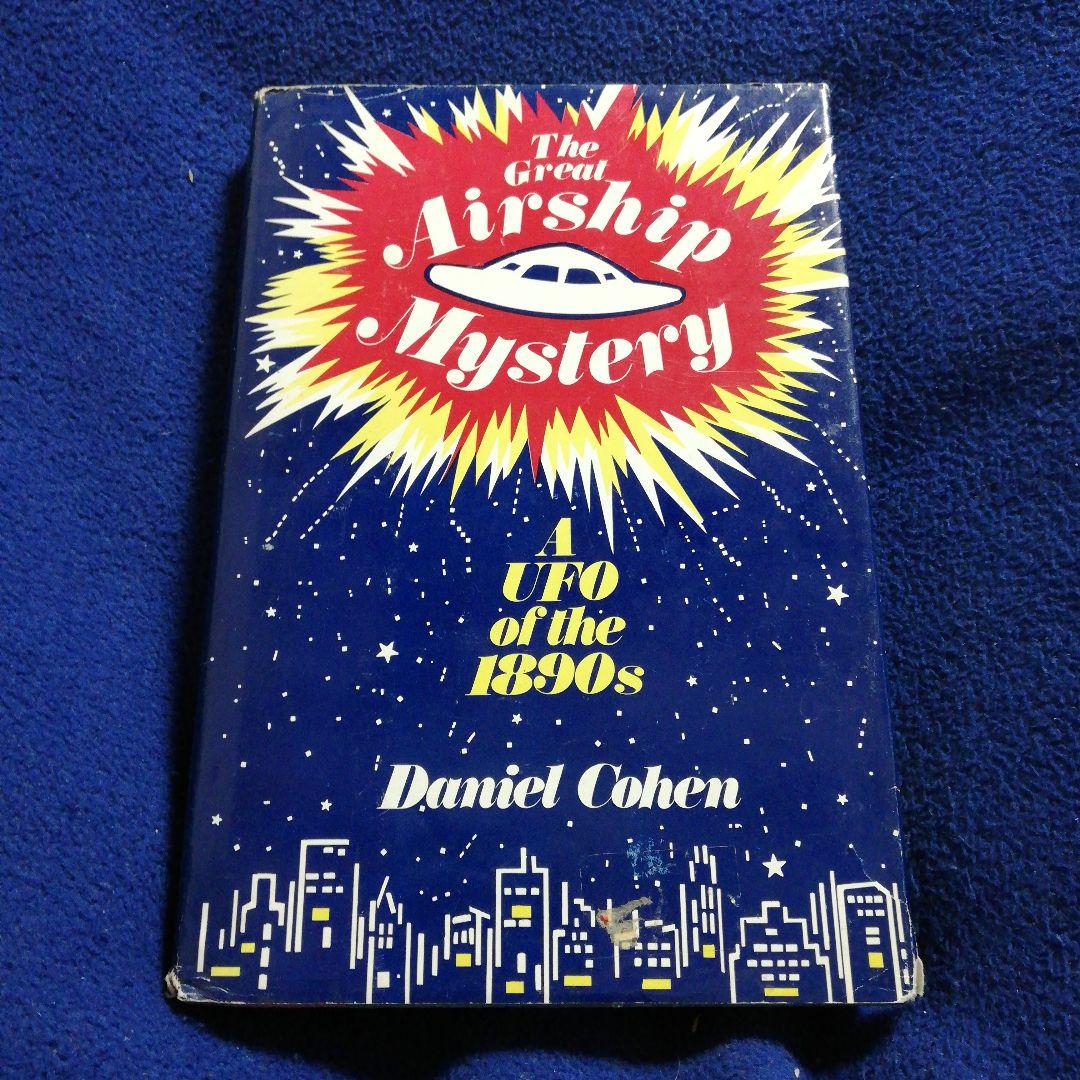 The
Great
Airship
Mystery
A
UFO
of the
1890s
Daniel Cohen